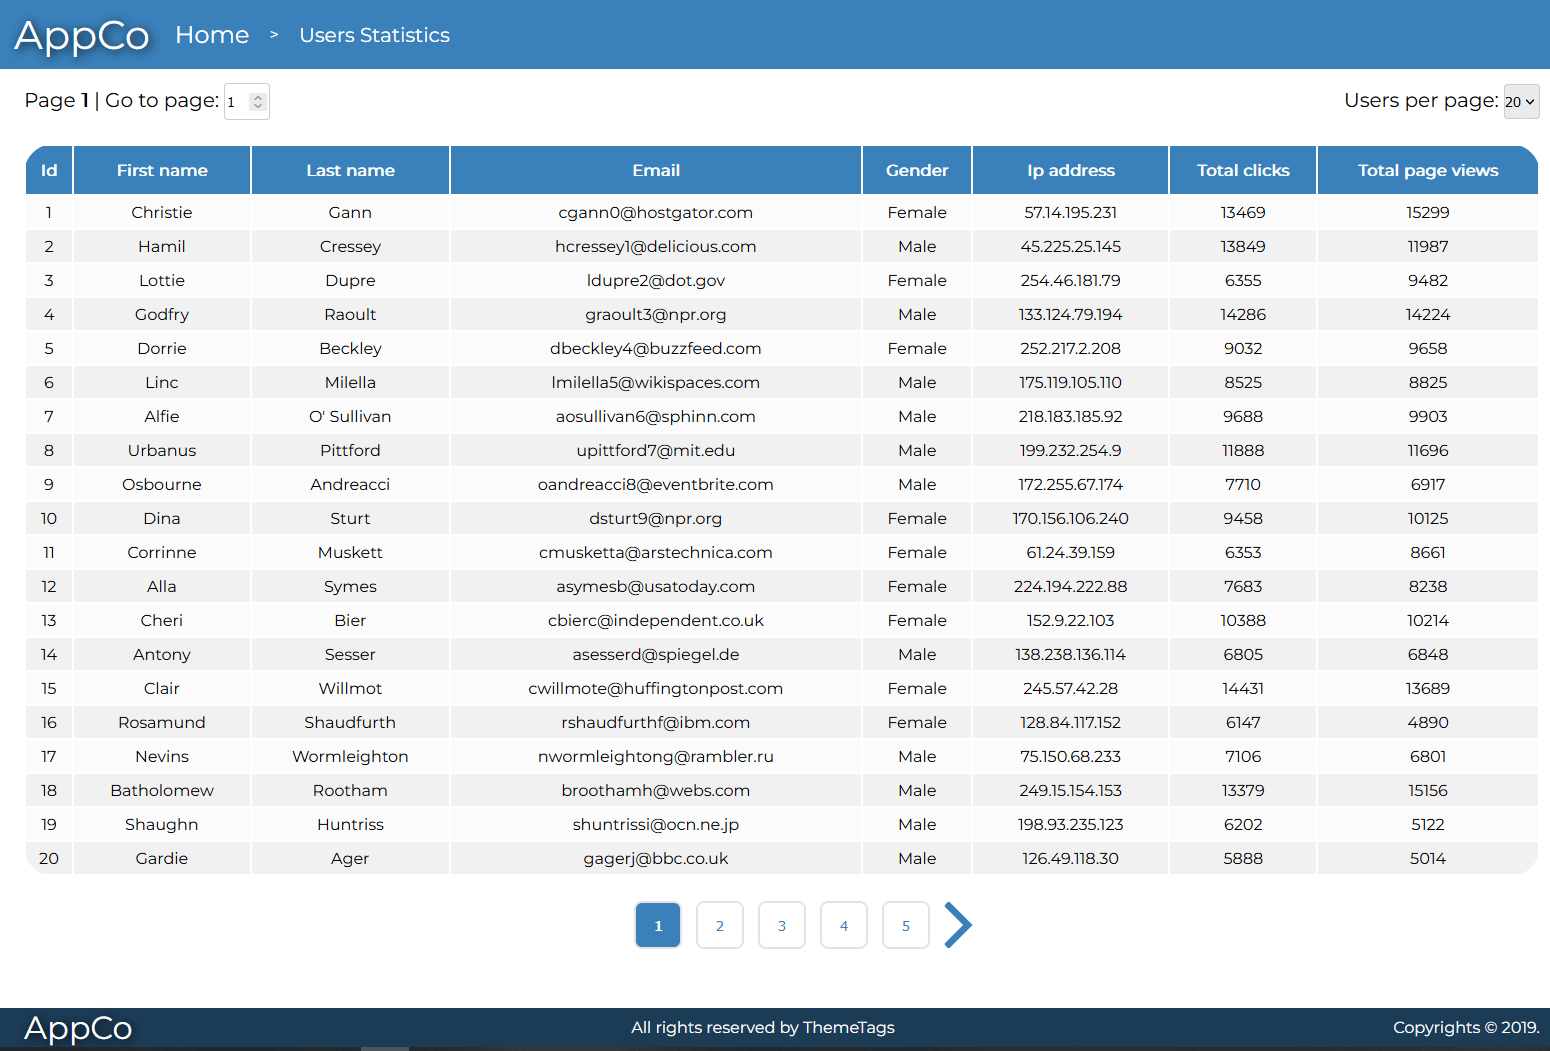 AppCo Home > Users Statistics
Page 1 | Go to page: 1 Users per page: 20
Id First name Last name Email Gender Ip address Total clicks Total page views
1 Christie Gann cgann0@hostgator.com Female 57.14.195.231 13469 15299
2 Hamil Cressey hcressey1@delicious.com Male 45.225.25.145 13849 11987
3 Lottie Dupre ldupre2@dot.gov Female 254.46.181.79 6355 9482
4 Godfry Raoult graoult3@npr.org Male 133.124.79.194 14286 14224
5 Dorrie Beckley dbeckley4@buzzfeed.com Female 252.217.2.208 9032 9658
6 Linc Milella lmilella5@wikispaces.com Male 175.119.105.110 8525 8825
7 Alfie O' Sullivan aosullivan6@sphinn.com Male 218.183.185.92 9688 9903
8 Urbanus Pittford upittford7@mit.edu Male 199.232.254.9 11888 11696
9 Osbourne Andreacci oandreacci8@eventbrite.com Male 172.255.67.174 7710 6917
10 Dina Sturt dsturt9@npr.org Female 170.156.106.240 9458 10125
11 Corrinne Muskett cmusketta@arstechnica.com Female 61.24.39.159 6353 8661
12 Alla Symes asymesb@usatoday.com Female 224.194.222.88 7683 8238
13 Cheri Bier cbierc@independent.co.uk Female 152.9.22.103 10388 10214
14 Antony Sesser asesserd@spiegel.de Male 138.238.136.114 6805 6848
15 Clair Willmot cwillmote@huffingtonpost.com Female 245.57.42.28 14431 13689
16 Rosamund Shaudfurth rshaudfurthf@ibm.com Female 128.84.117.152 6147 4890
17 Nevins Wormleighton nwormleightong@rambler.ru Male 75.150.68.233 7106 6801
18 Batholomew Rootham broothamh@webs.com Male 249.15.154.153 13379 15156
19 Shaughn Huntriss shuntrissi@ocn.ne.jp Male 198.93.235.123 6202 5122
20 Gardie Ager gagerj@bbc.co.uk Male 126.49.118.30 5888 5014
1 2 3 4 5
AppCo All rights reserved by ThemeTags Copyrights © 2019.